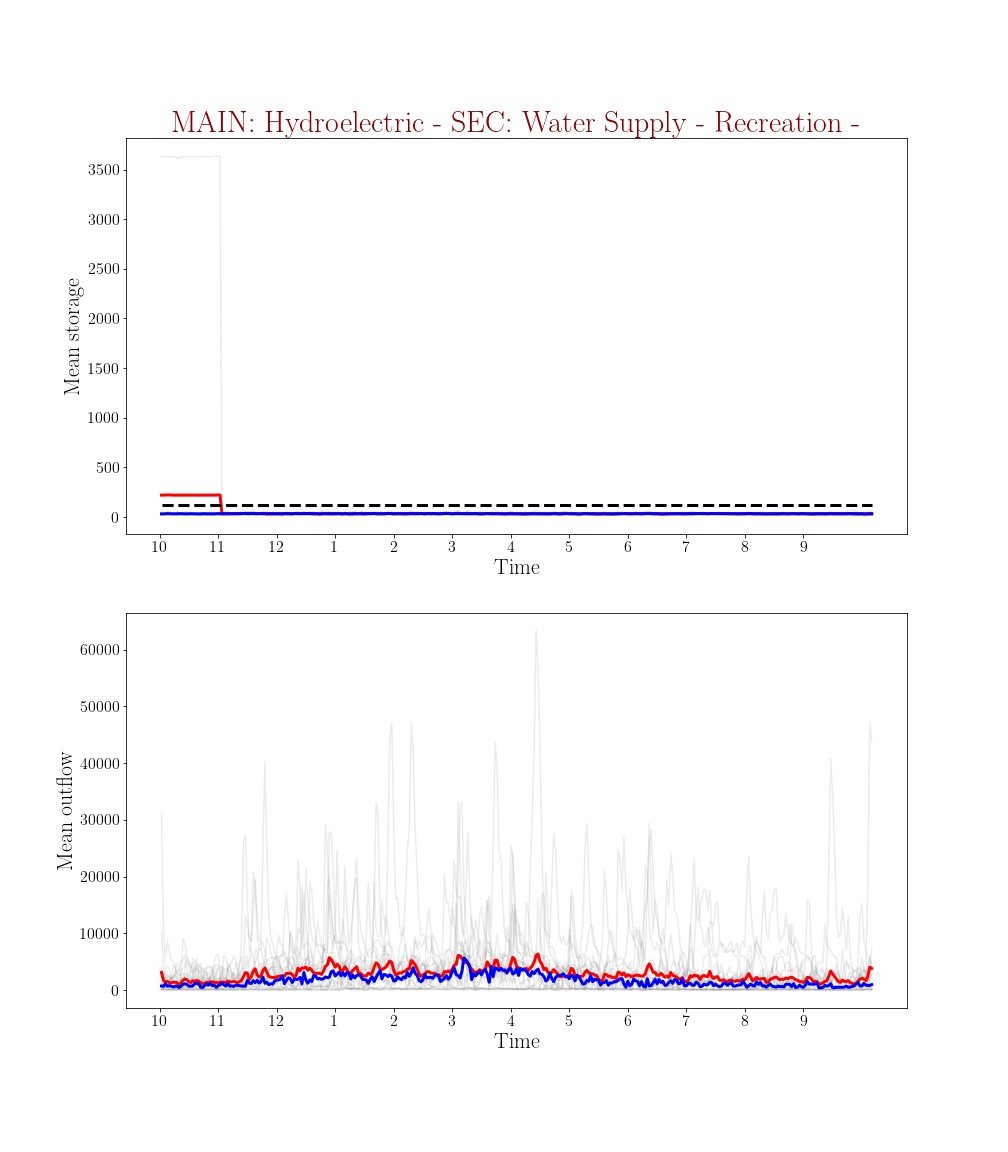 MAIN: Hydroelectric - SEC: Water Supply - Recreation -
Mean storage
3500
3000
2500
2000
1500
1000
500
0
10 11 12 1 2 3 4 5 6 7 8 9
Time
Mean outflow
60000
50000
40000
30000
20000
10000
0
10 11 12 1 2 3 4 5 6 7 8 9
Time